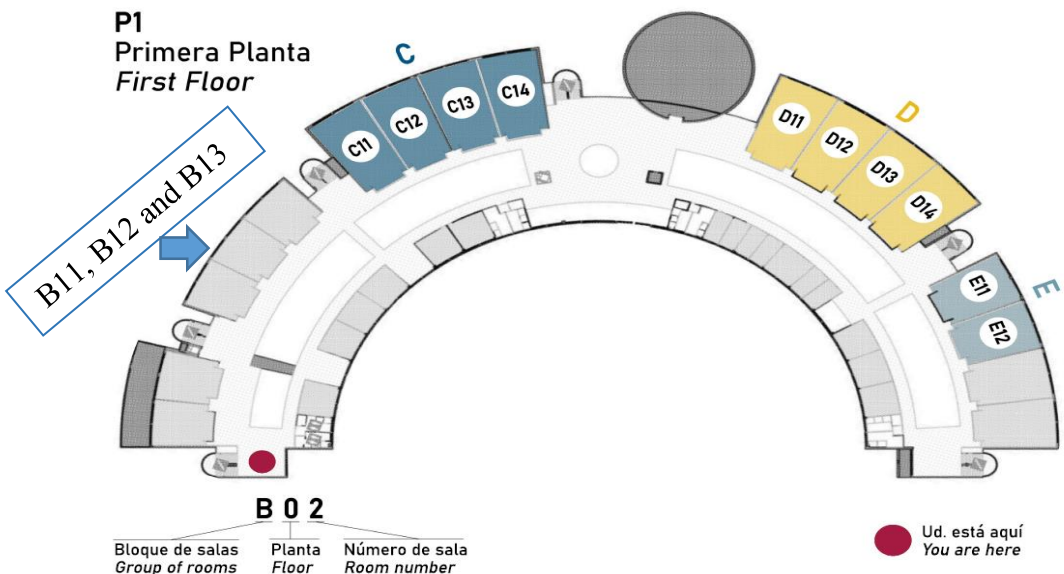 P1
Primera Planta
First Floor
C
C11
C12
C13
C14
D
D11
D12
D13
D14
E
E11
E12
B11, B12 and B13
B 0 2
Bloque de salas
Group of rooms
Planta
Floor
Número de sala
Room number
Ud. está aquí
You are here